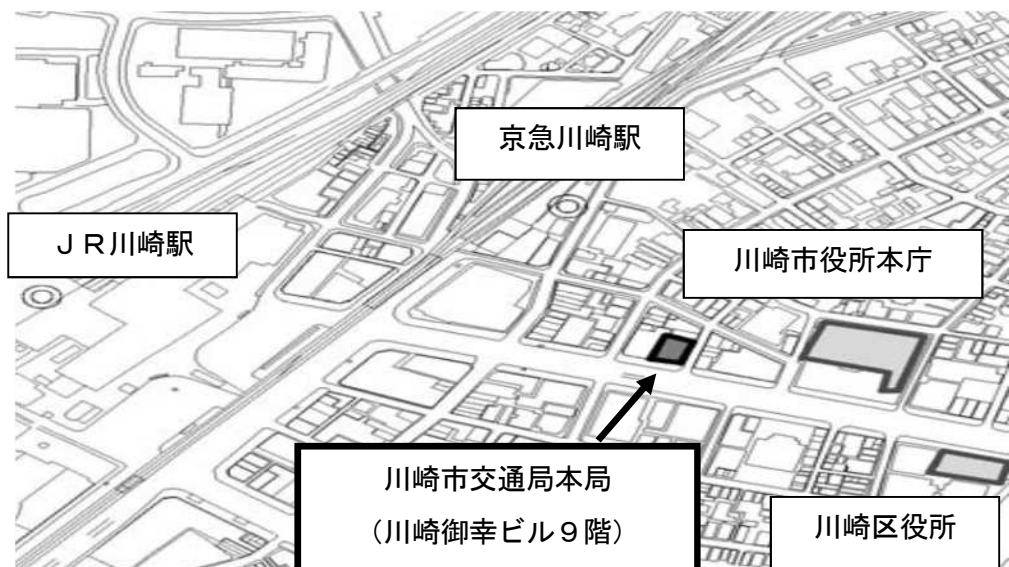 京急川崎駅
ＪＲ川崎駅
川崎市役所本庁
川崎市交通局本局
（川崎御幸ビル９階）
川崎区役所